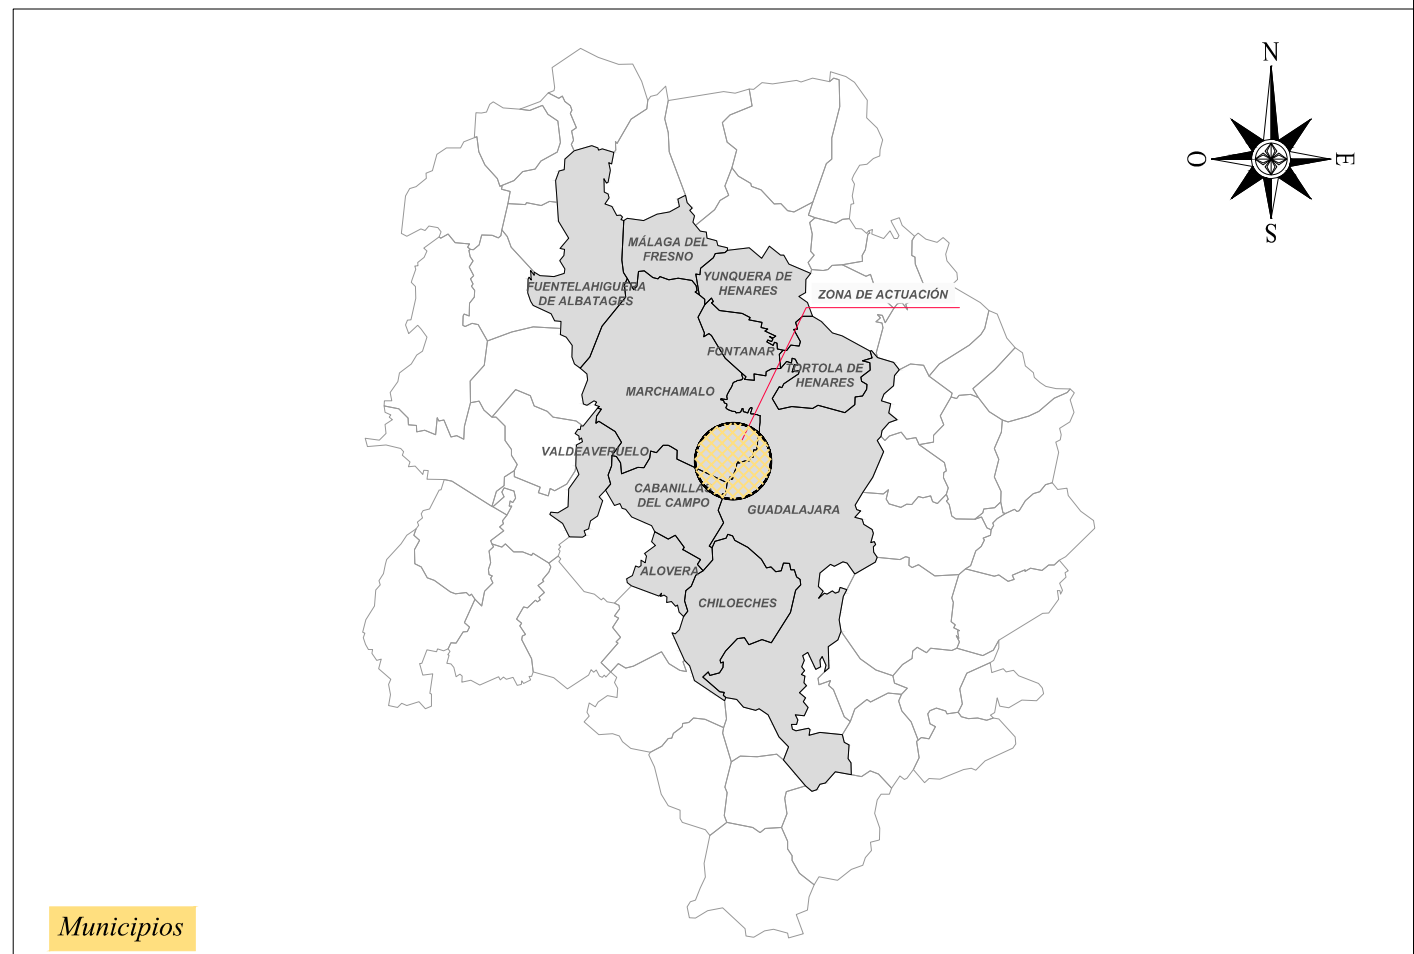 N
O
E
S
MÁLAGA DEL
FRESNO
YUNQUERA DE
HENARES
FUENTELAHIGUERA
DE ALBATAGES
ZONA DE ACTUACIÓN
FONTANAR
TÓRTOLA DE
HENARES
MARCHAMALO
VALDEAVERUELO
CABANILLAS
DEL CAMPO
GUADALAJARA
ALOVERA
CHILOECHES
Municipios